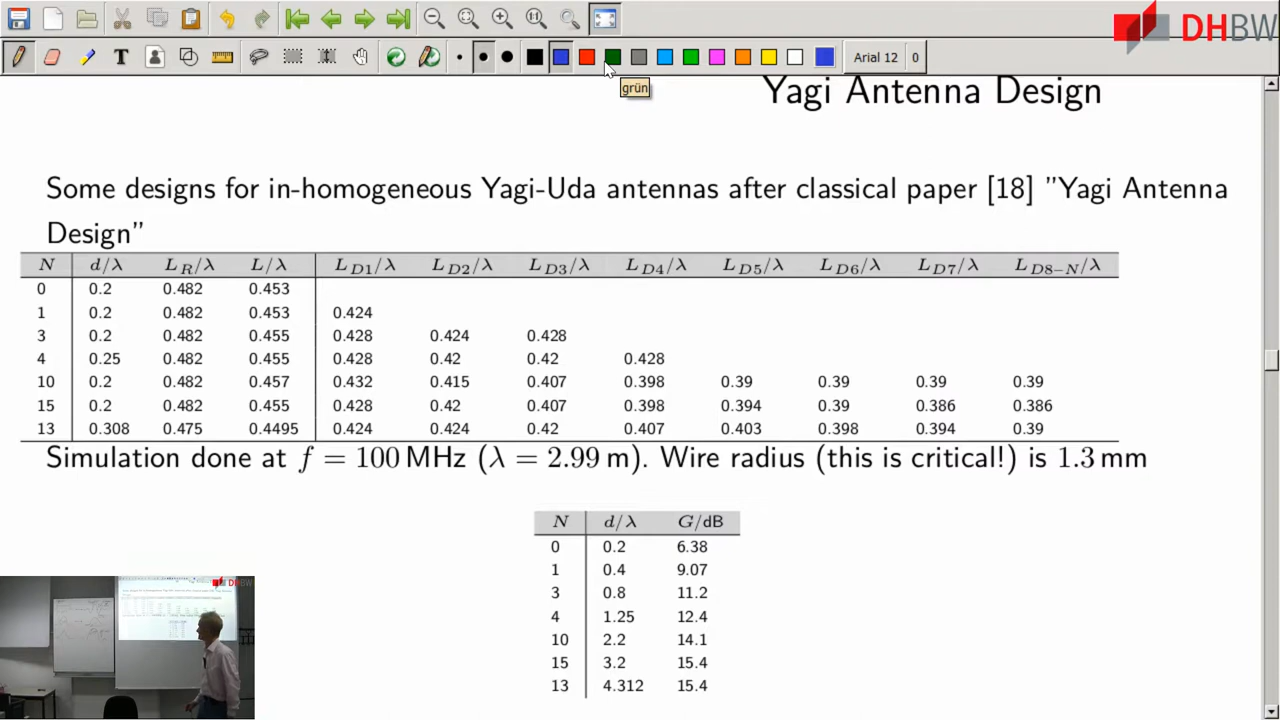 DHBW
Arial 12 0
grün
Yagi Antenna Design
Some designs for in-homogeneous Yagi-Uda antennas after classical paper [18] "Yagi Antenna
Design"
N d/λ L_R/λ L/λ L_D1/λ L_D2/λ L_D3/λ L_D4/λ L_D5/λ L_D6/λ L_D7/λ L_D8−N/λ
0 0.2 0.482 0.453
1 0.2 0.482 0.453 0.424
3 0.2 0.482 0.455 0.428 0.424 0.428
4 0.25 0.482 0.455 0.428 0.42 0.42 0.428
10 0.2 0.482 0.457 0.432 0.415 0.407 0.398 0.39 0.39 0.39 0.39
15 0.2 0.482 0.455 0.428 0.42 0.407 0.398 0.394 0.39 0.386 0.386
13 0.308 0.475 0.4495 0.424 0.424 0.42 0.407 0.403 0.398 0.394 0.39
Simulation done at f = 100 MHz (λ = 2.99 m). Wire radius (this is critical!) is 1.3 mm
N d/λ G/dB
0 0.2 6.38
1 0.4 9.07
3 0.8 11.2
4 1.25 12.4
10 2.2 14.1
15 3.2 15.4
13 4.312 15.4
DHBW